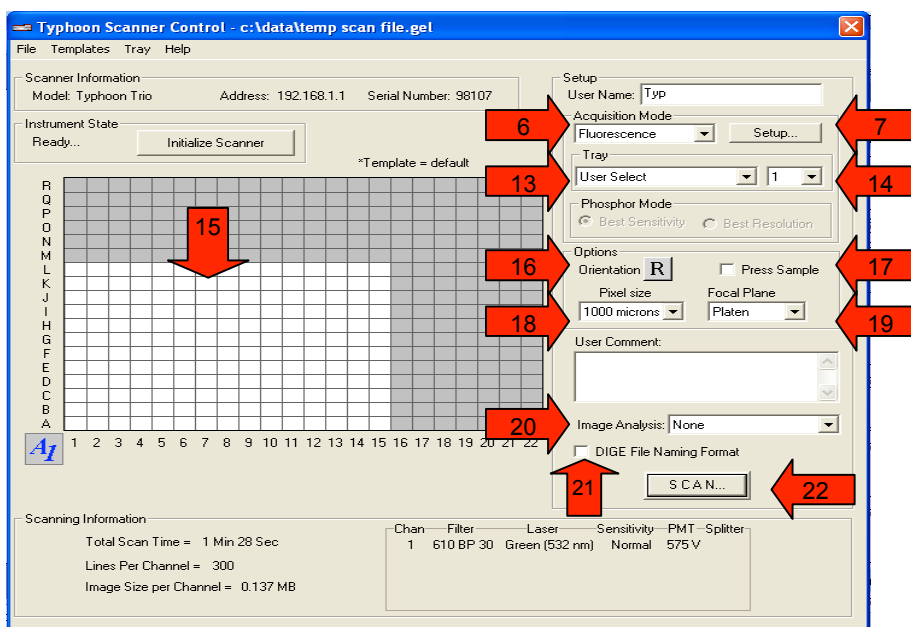 Typhoon Scanner Control - c:\data\temp scan file.gel
File Templates Tray Help
Scanner Information
Model: Typhoon Trio Address: 192.168.1.1 Serial Number: 98107
Instrument State
Ready... Initialize Scanner
*Template = default
R
Q
P
O
N
M
L
K
J
I
H
G
F
E
D
C
B
A
15
A1 1 2 3 4 5 6 7 8 9 10 11 12 13 14 15 16 17 18 19 20 21 22
Setup
User Name: Typ
Acquisition Mode
6 Fluorescence Setup... 7
Tray
13 User Select 1 14
Phosphor Mode
Best Sensitivity Best Resolution
Options
16 Orientation R Press Sample 17
Pixel size Focal Plane
18 1000 microns Platen 19
User Comment:
20 Image Analysis: None
DIGE File Naming Format
21 SCAN... 22
Scanning Information
Total Scan Time = 1 Min 28 Sec
Lines Per Channel = 300
Image Size per Channel = 0.137 MB
Chan Filter Laser Sensitivity PMT Splitter
1 610 BP 30 Green (532 nm) Normal 575 V